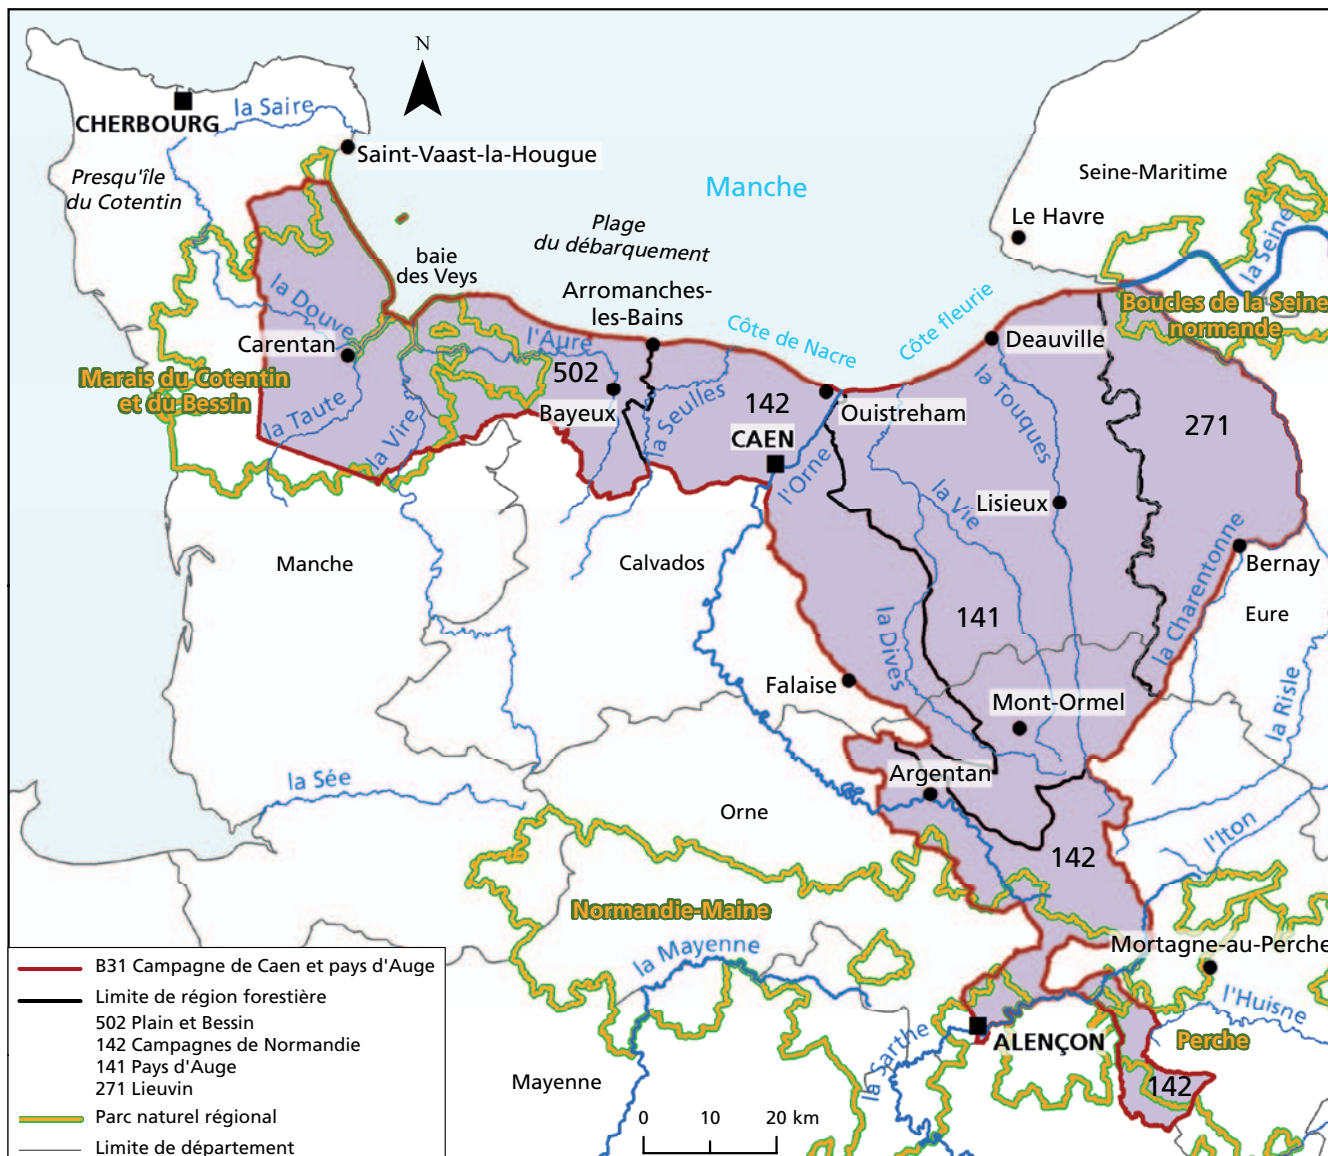 N
la Saire
CHERBOURG
Saint-Vaast-la-Hougue
Presqu'île
du Cotentin
Manche
Seine-Maritime
Le Havre
la Seine
Plage
du débarquement
baie
des Veys
Arromanches-
les-Bains
Côte de Nacre
Côte fleurie
Boucles de la Seine
normande
la Douve
Carentan
l'Aure
Deauville
Marais du Cotentin
et du Bessin
502
Bayeux
la Seulles
142
CAEN
Ouistreham
la Touques
271
la Taute
la Vire
l'Orne
la Vie
Lisieux
Manche
Calvados
la Charentonne
Bernay
Eure
141
la Dives
Falaise
Mont-Ormel
la Risle
la Sée
Argentan
Orne
l'Iton
142
Normandie-Maine
la Mayenne
Mortagne-au-Perche
l'Huisne
la Sarthe
ALENÇON
Perche
Mayenne
142
0 10 20 km
B31 Campagne de Caen et pays d'Auge
Limite de région forestière
502 Plain et Bessin
142 Campagnes de Normandie
141 Pays d'Auge
271 Lieuvin
Parc naturel régional
Limite de département